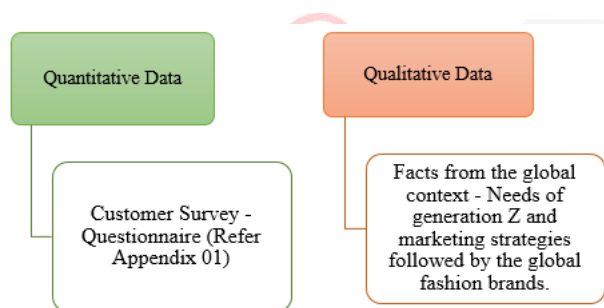 Quantitative Data
Customer Survey -
Questionnaire (Refer
Appendix 01)
Qualitative Data
Facts from the global
context - Needs of
generation Z and
marketing strategies
followed by the global
fashion brands.